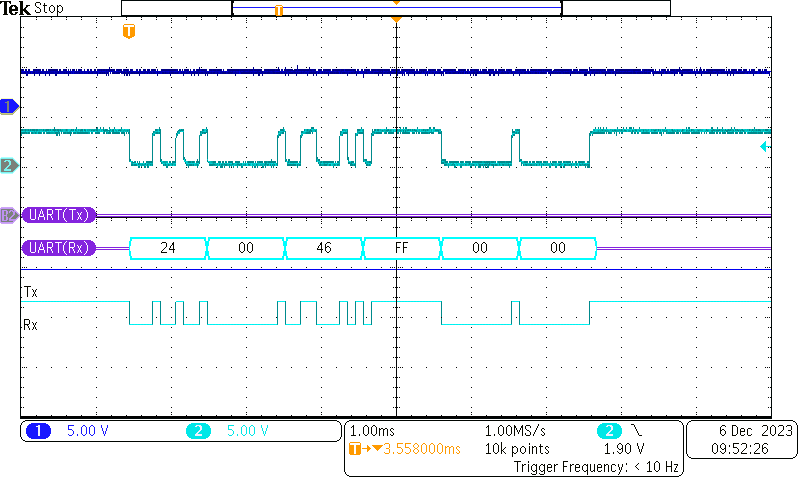 Tek Stop
T
T
1
2
B2 UART(Tx)
UART(Rx) 24 00 46 FF 00 00
Tx
Rx
1 5.00 V 2 5.00 V
1.00ms 1.00MS/s 2 1.90 V
T→▼3.558000ms 10k points
Trigger Frequency: < 10 Hz
6 Dec 2023
09:52:26